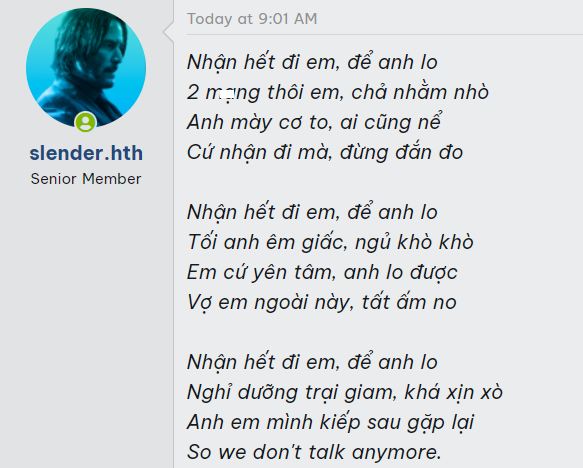 Today at 9:01 AM
slender.hth
Senior Member
Nhận hết đi em, để anh lo
2 mạng thôi em, chả nhằm nhò
Anh mày cơ to, ai cũng nể
Cứ nhận đi mà, đừng đắn đo
Nhận hết đi em, để anh lo
Tối anh êm giấc, ngủ khò khò
Em cứ yên tâm, anh lo được
Vợ em ngoài này, tất ấm no
Nhận hết đi em, để anh lo
Nghỉ dưỡng trại giam, khá xịn xò
Anh em mình kiếp sau gặp lại
So we don't talk anymore.